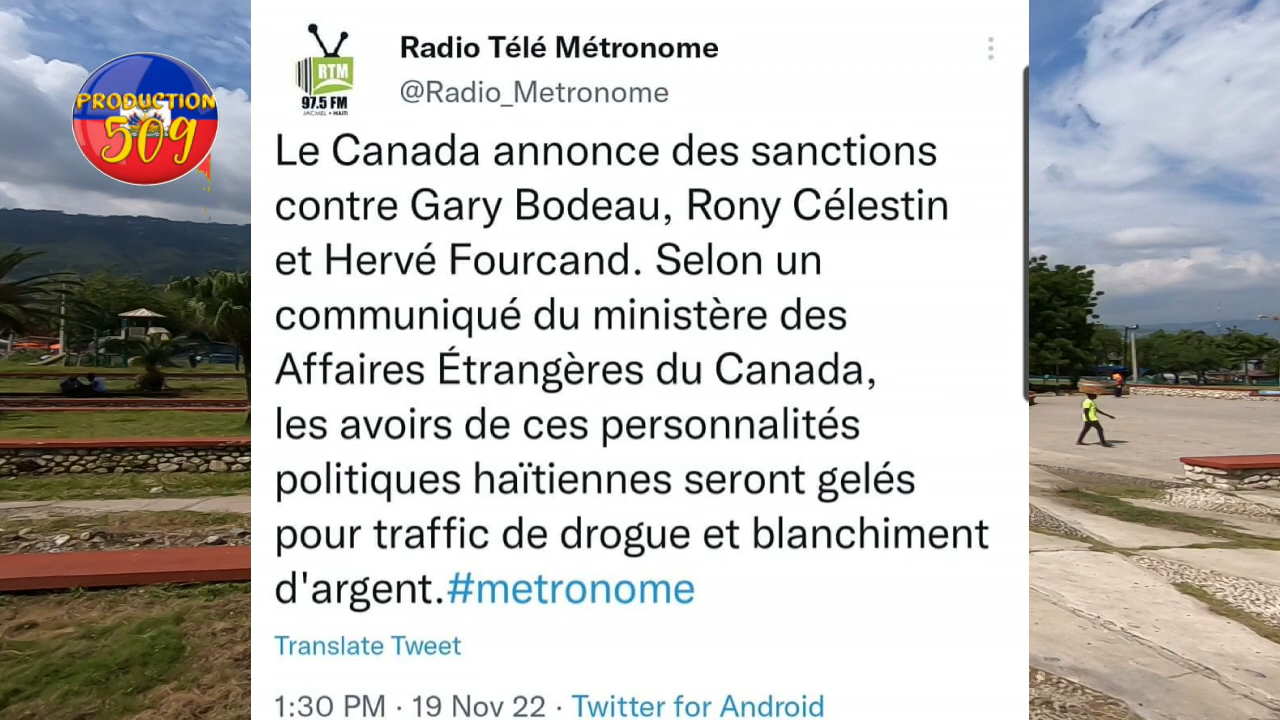 PRODUCTION
509
RTM
97.5 FM
JACMEL • HAITI
Radio Télé Métronome
@Radio_Metronome
Le Canada annonce des sanctions
contre Gary Bodeau, Rony Célestin
et Hervé Fourcand. Selon un
communiqué du ministère des
Affaires Étrangères du Canada,
les avoirs de ces personnalités
politiques haïtiennes seront gelés
pour traffic de drogue et blanchiment
d'argent.#metronome
Translate Tweet
1:30 PM · 19 Nov 22 · Twitter for Android